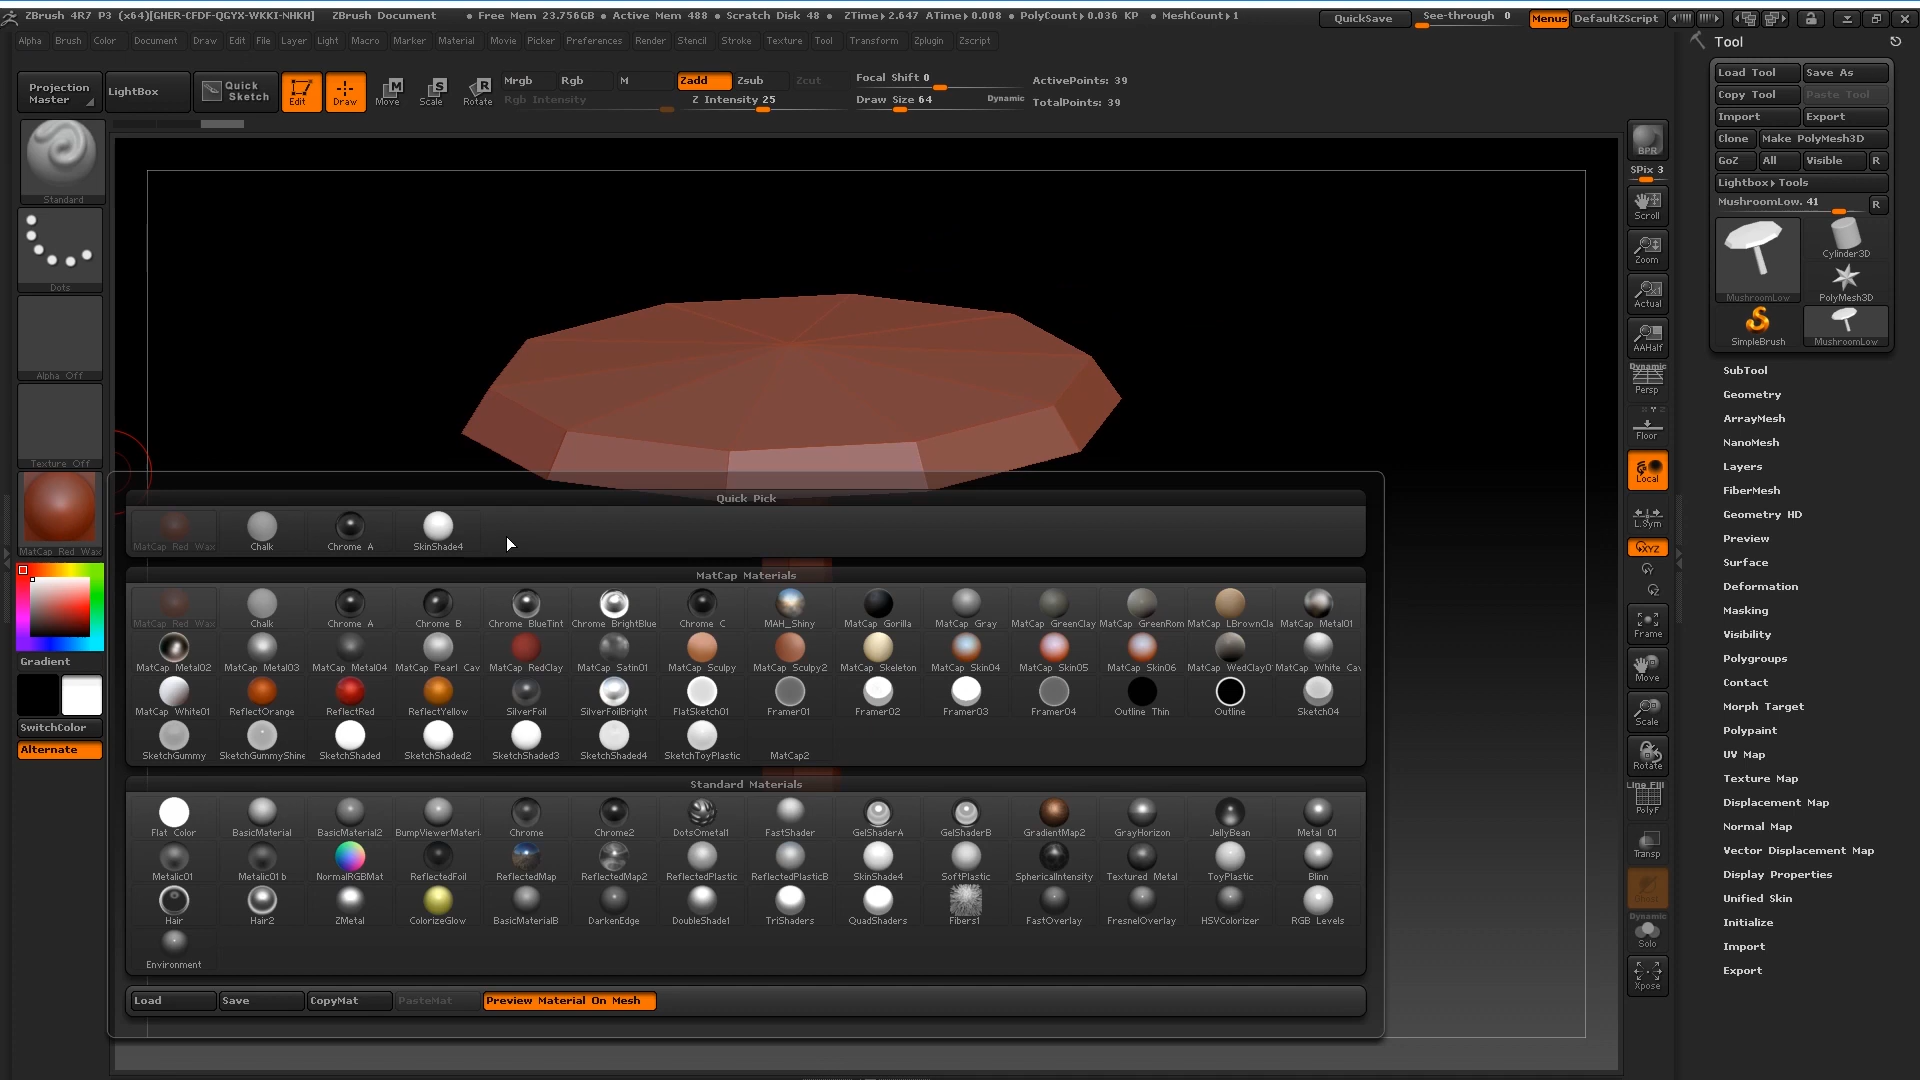 ZBrush 4R7 P3 (x64)[GHER-CFDF-QGYX-WKKI-NHKH] ZBrush Document ● Free Mem 23.756GB ● Active Mem 488 ● Scratch Disk 48 ● ZTime▸2.647 ATime▸0.008 ● PolyCount▸0.036 KP ● MeshCount▸1 QuickSave See-through 0 Menus DefaultZScript
Alpha Brush Color Document Draw Edit File Layer Light Macro Marker Material Movie Picker Preferences Render Stencil Stroke Texture Tool Transform Zplugin Zscript
Projection Master
LightBox
Quick Sketch
Edit Draw Move Scale Rotate
Mrgb Rgb M Zadd Zsub Zcut
Rgb Intensity Z Intensity 25
Focal Shift 0
Draw Size 64 Dynamic
ActivePoints: 39
TotalPoints: 39
Standard
Dots
Alpha Off
Texture Off
MatCap Red Wax
Gradient
SwitchColor
Alternate
Quick Pick
MatCap Red Wax Chalk Chrome A SkinShade4
MatCap Materials
MatCap Red Wax Chalk Chrome A Chrome B Chrome BlueTint Chrome BrightBlue Chrome C MAH_Shiny MatCap Gorilla MatCap Gray MatCap GreenClay MatCap GreenRom MatCap LBrownCla MatCap Metal01
MatCap Metal02 MatCap Metal03 MatCap Metal04 MatCap Pearl Cav MatCap RedClay MatCap Satin01 MatCap Sculpy MatCap Sculpy2 MatCap Skeleton MatCap Skin04 MatCap Skin05 MatCap Skin06 MatCap WedClay0 MatCap White Cav
MatCap White01 ReflectOrange ReflectRed ReflectYellow SilverFoil SilverFoilBright FlatSketch01 Framer01 Framer02 Framer03 Framer04 Outline Thin Outline Sketch04
SketchGummy SketchGummyShine SketchShaded SketchShaded2 SketchShaded3 SketchShaded4 SketchToyPlastic MatCap2
Standard Materials
Flat Color BasicMaterial BasicMaterial2 BumpViewerMateri Chrome Chrome2 DotsOmetal1 FastShader GelShaderA GelShaderB GradientMap2 GrayHorizon JellyBean Metal 01
Metalic01 Metalic01b NormalRGBMat ReflectedFoil ReflectedMap ReflectedMap2 ReflectedPlastic ReflectedPlasticB SkinShade4 SoftPlastic SphericalIntensity Textured Metal ToyPlastic Blinn
Hair Hair2 ZMetal ColorizeGlow BasicMaterialB DarkenEdge DoubleShade1 TriShaders QuadShaders Fibers1 FastOverlay FresnelOverlay HSVColorizer RGB Levels
Environment
Load Save CopyMat PasteMat Preview Material On Mesh
BPR
SPix 3
Scroll
Zoom
Actual
AAHalf
Dynamic
Persp
Floor
Local
L.Sym
XYZ
Frame
Move
Scale
Rotate
Line Fill
PolyF
Transp
Ghost
Dynamic
Solo
Xpose
Tool
Load Tool Save As
Copy Tool Paste Tool
Import Export
Clone Make PolyMesh3D
GoZ All Visible R
Lightbox▸Tools
MushroomLow. 41 R
MushroomLow Cylinder3D
PolyMesh3D
SimpleBrush MushroomLow
SubTool
Geometry
ArrayMesh
NanoMesh
Layers
FiberMesh
Geometry HD
Preview
Surface
Deformation
Masking
Visibility
Polygroups
Contact
Morph Target
Polypaint
UV Map
Texture Map
Displacement Map
Normal Map
Vector Displacement Map
Display Properties
Unified Skin
Initialize
Import
Export